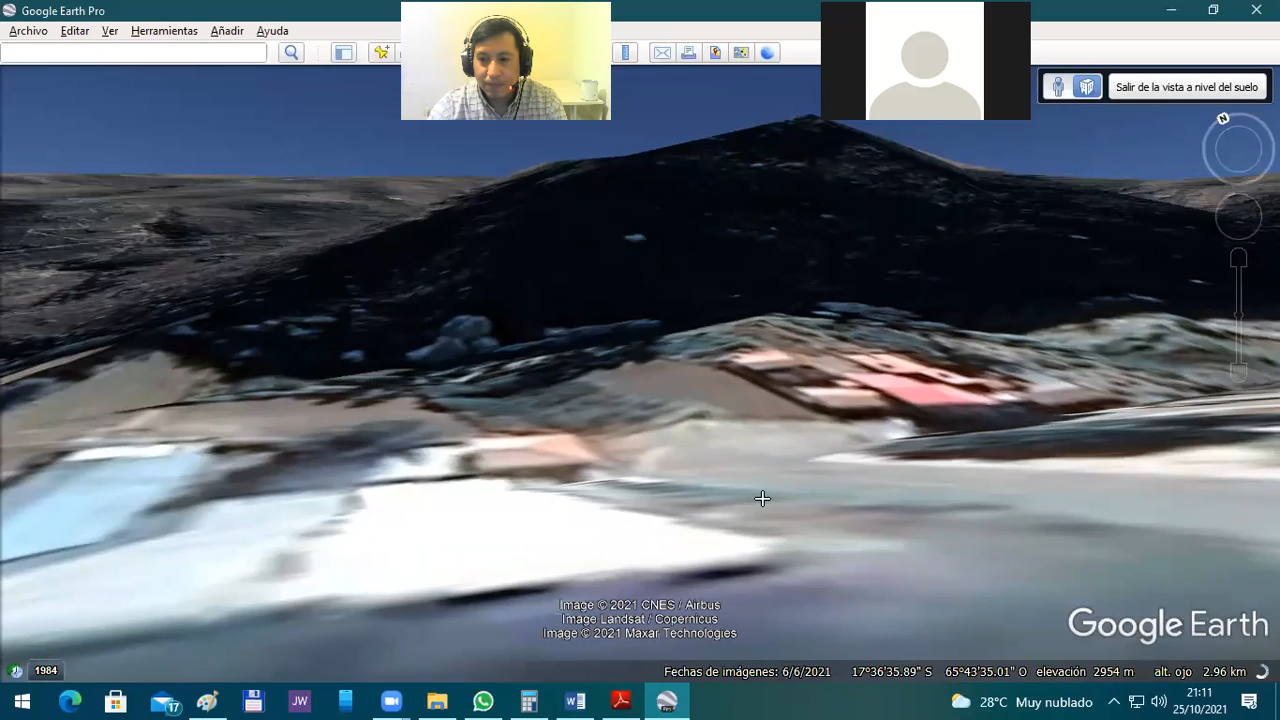 Google Earth Pro
Archivo Editar Ver Herramientas Añadir Ayuda
Salir de la vista a nivel del suelo
N
Image © 2021 CNES / Airbus
Image Landsat / Copernicus
Image © 2021 Maxar Technologies
Google Earth
1984
Fechas de imágenes: 6/6/2021 17°36'35.89" S 65°43'35.01" O elevación 2954 m alt. ojo 2.96 km
17
JW
W
Pro
28°C Muy nublado
21:11
25/10/2021